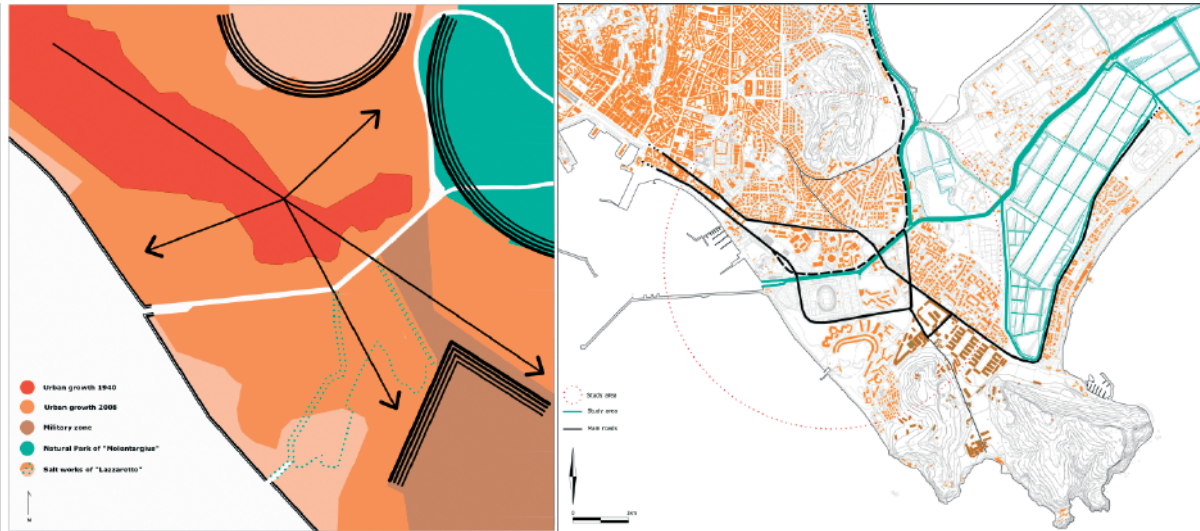 Urban growth 1940
Urban growth 2008
Military zone
Natural Park of "Molentargius"
Salt works of "Lazzaretto"
N
Study area
Study area
Main roads
0